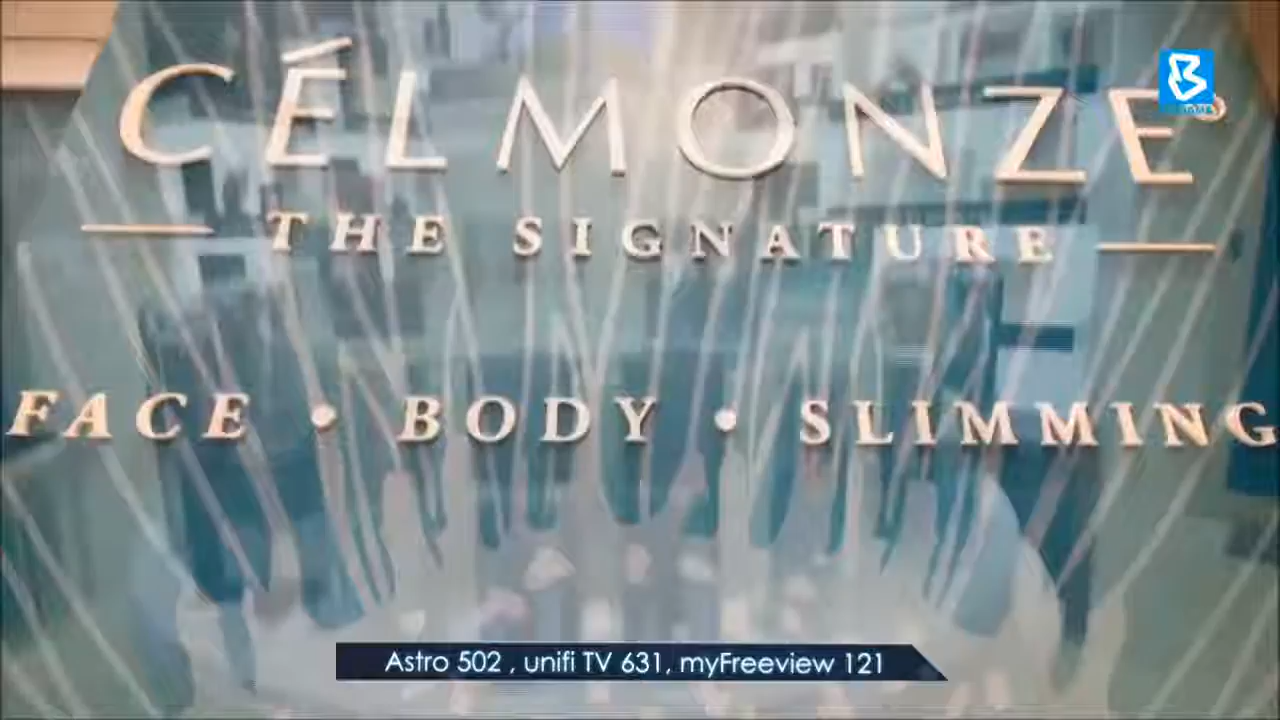 CÉLMONZE®
THE SIGNATURE
FACE • BODY • SLIMMING
Astro 502 , unifi TV 631, myFreeview 121